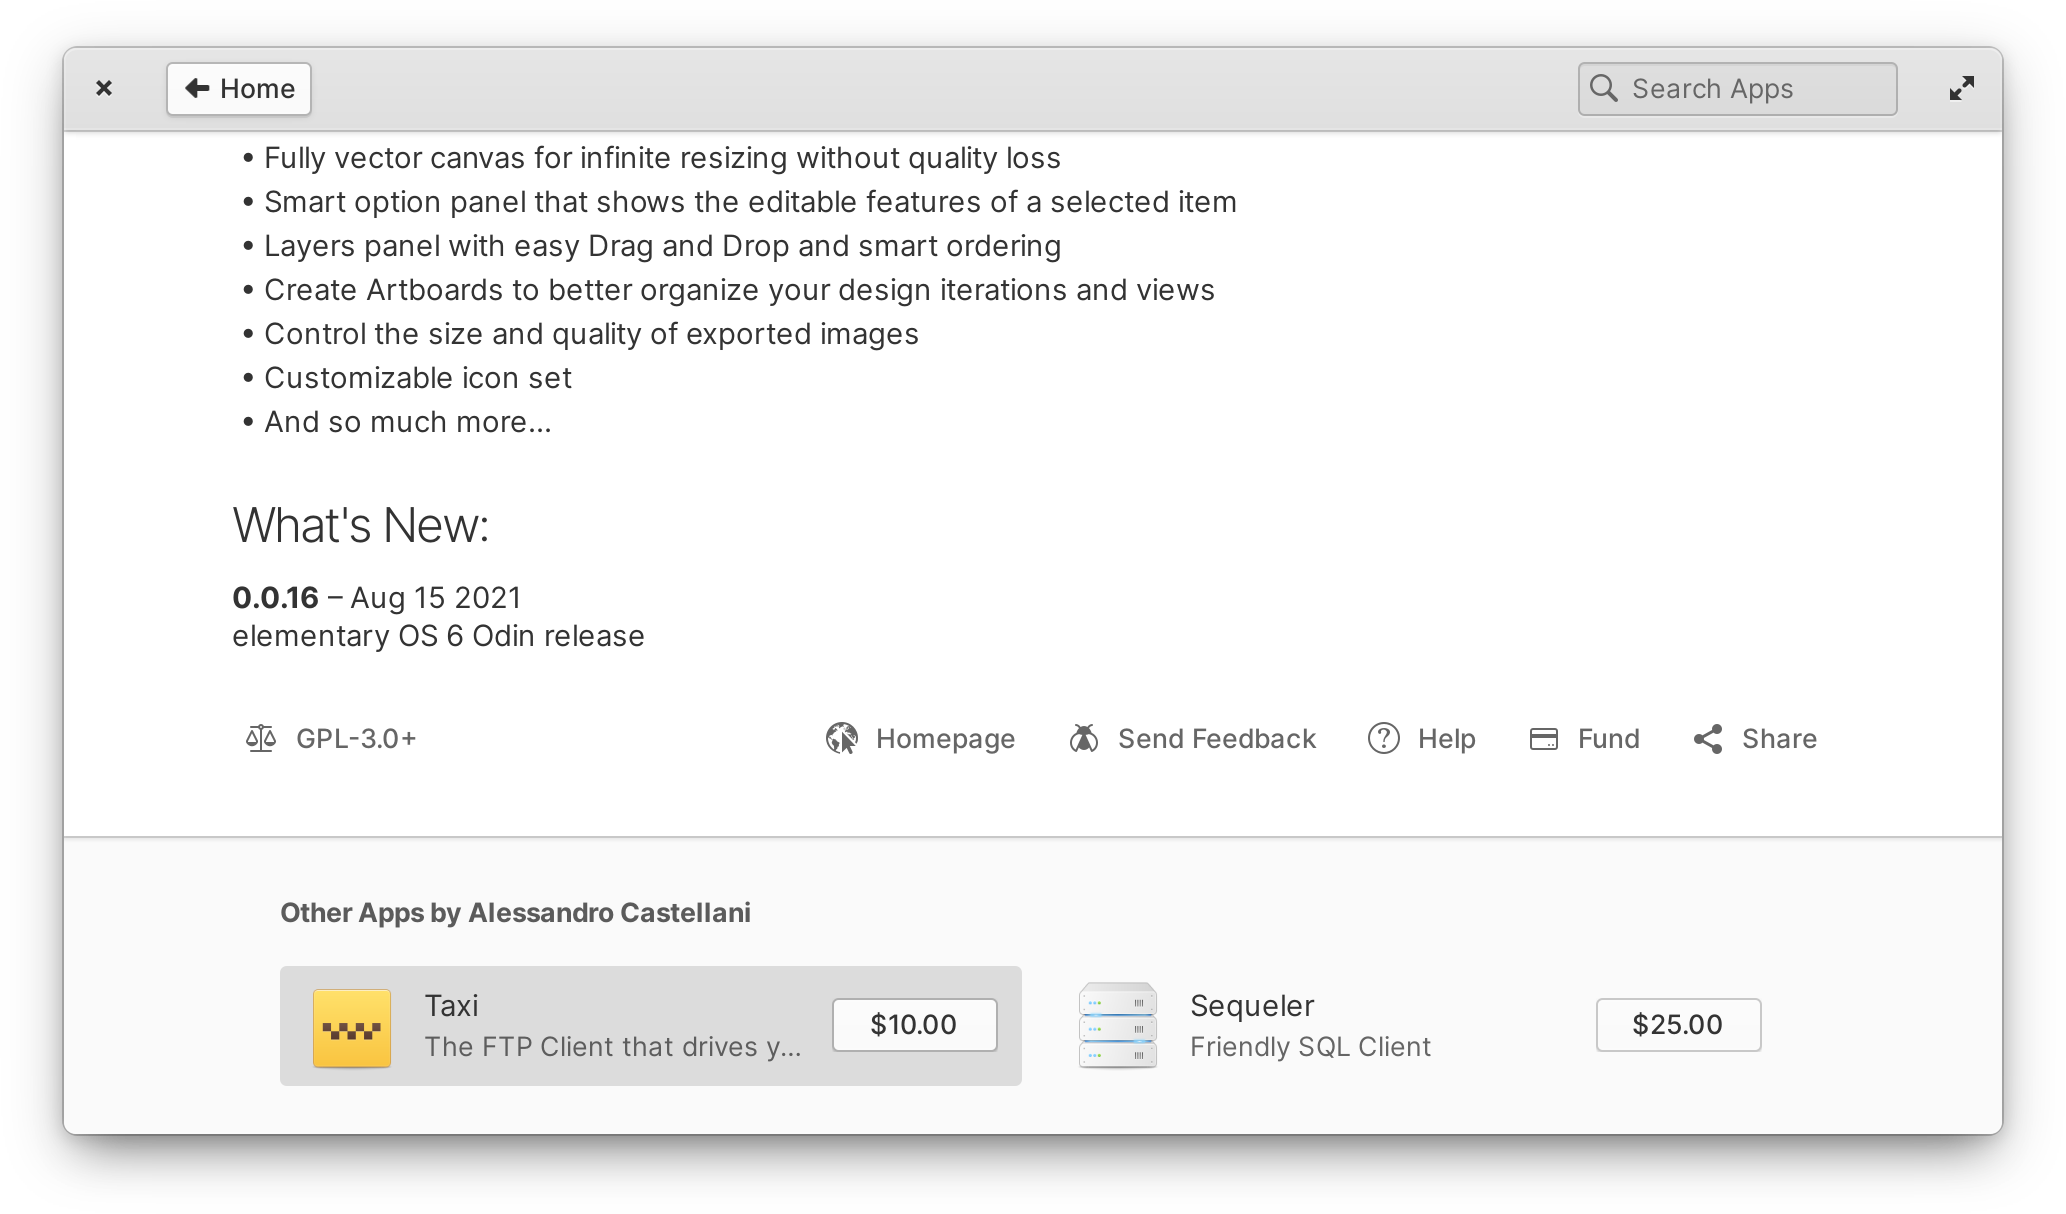 Home
Search Apps
• Fully vector canvas for infinite resizing without quality loss
• Smart option panel that shows the editable features of a selected item
• Layers panel with easy Drag and Drop and smart ordering
• Create Artboards to better organize your design iterations and views
• Control the size and quality of exported images
• Customizable icon set
• And so much more…
What's New:
0.0.16 – Aug 15 2021
elementary OS 6 Odin release
GPL-3.0+
Homepage
Send Feedback
Help
Fund
Share
Other Apps by Alessandro Castellani
Taxi
The FTP Client that drives y…
$10.00
Sequeler
Friendly SQL Client
$25.00